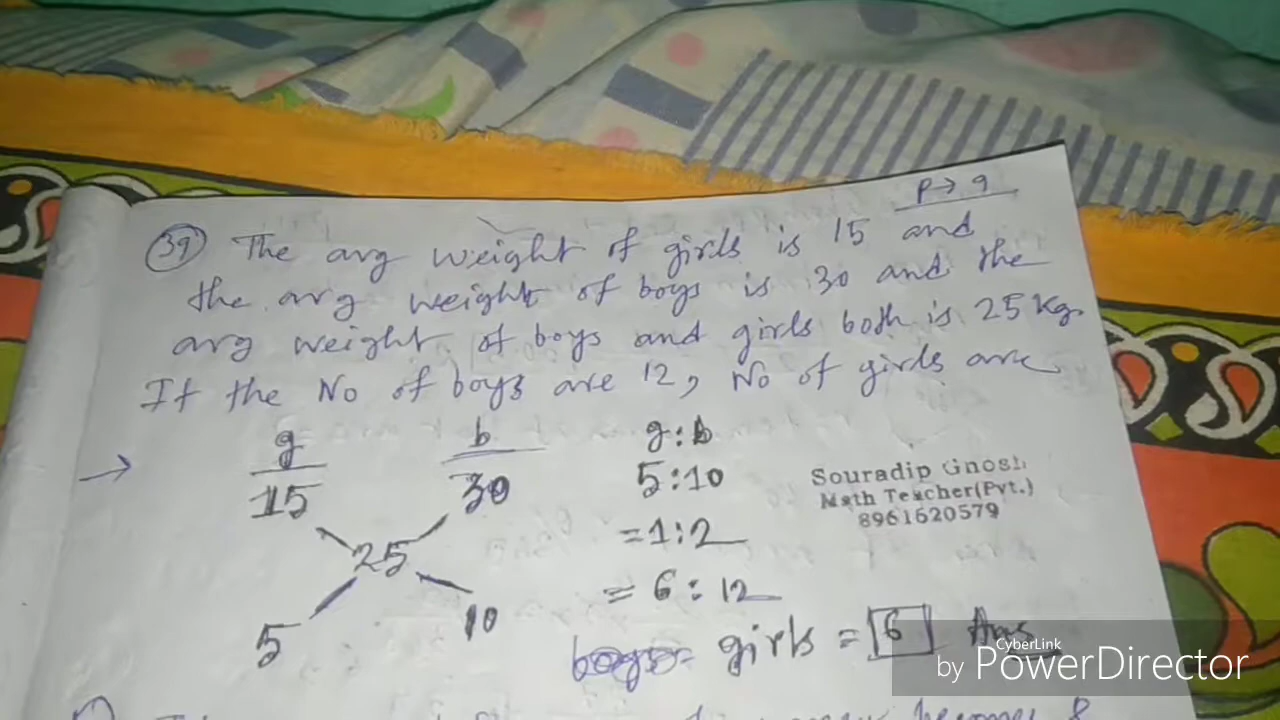 P→9
39 The avg weight of girls is 15 and
the avg weight of boys is 30 and the
avg weight of boys and girls both is 25 Kg.
If the No of boys are 12, No of girls are
→ g b g:b
15 30 5:10
25 =1:2
5 10 = 6:12
girls = 6 Ans
Souradip Ghosh
Math Teacher(Pvt.)
8961620579
becomes 8
CyberLink
by PowerDirector